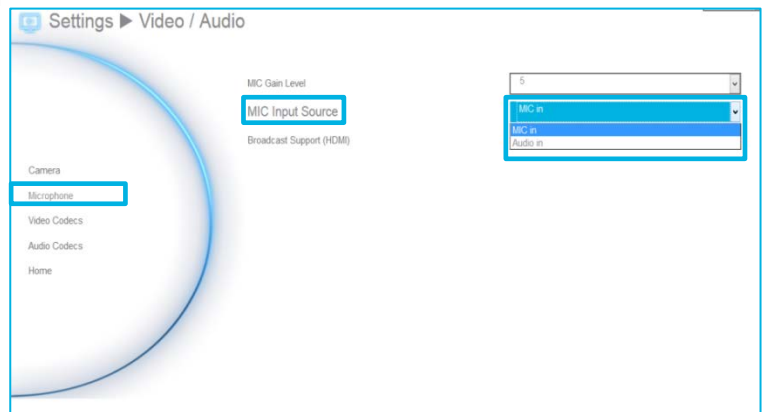 Settings ▶ Video / Audio
MIC Gain Level 5
MIC Input Source MIC in
MIC in
Audio in
Broadcast Support (HDMI)
Camera
Microphone
Video Codecs
Audio Codecs
Home